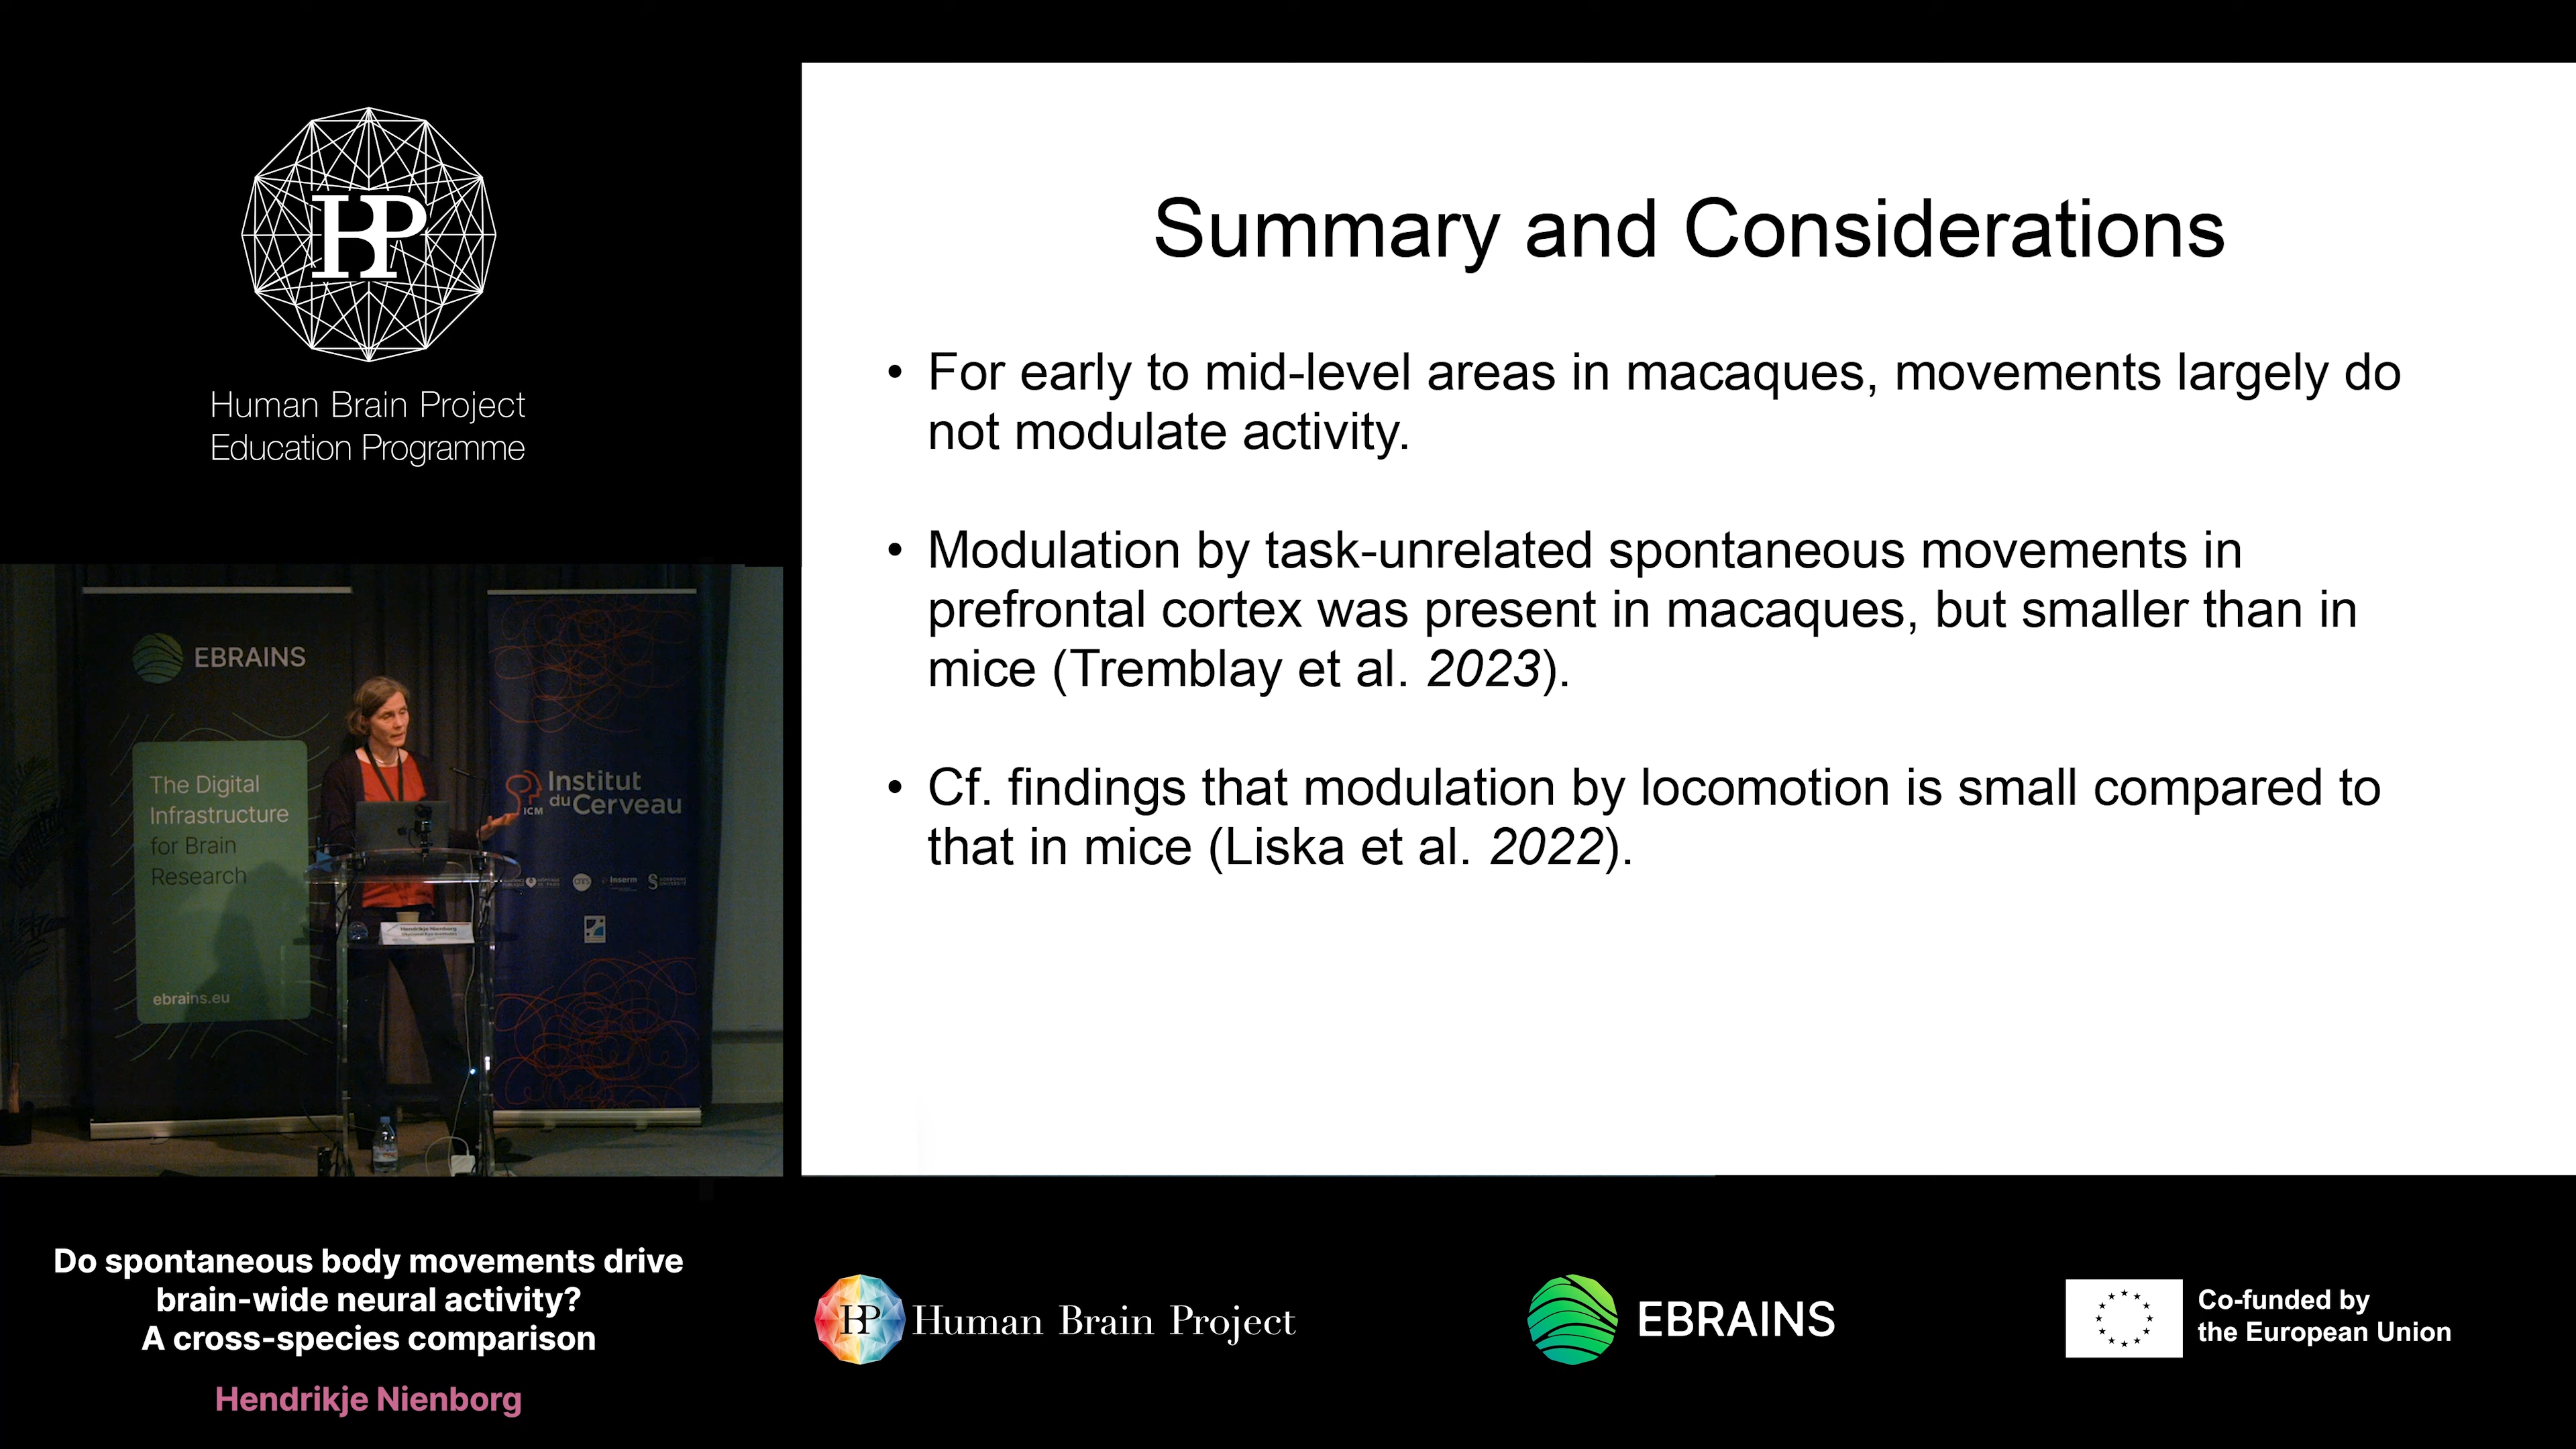 HBP
Human Brain Project
Education Programme
Summary and Considerations
• For early to mid-level areas in macaques, movements largely do
not modulate activity.
• Modulation by task-unrelated spontaneous movements in
prefrontal cortex was present in macaques, but smaller than in
mice (Tremblay et al. 2023).
• Cf. findings that modulation by locomotion is small compared to
that in mice (Liska et al. 2022).
EBRAINS
The Digital
Infrastructure
for Brain
Research
ebrains.eu
Institut
du Cerveau
ICM
Inserm
Hendrikje Nienborg
Do spontaneous body movements drive
brain-wide neural activity?
A cross-species comparison
Hendrikje Nienborg
HBP Human Brain Project
EBRAINS
Co-funded by
the European Union